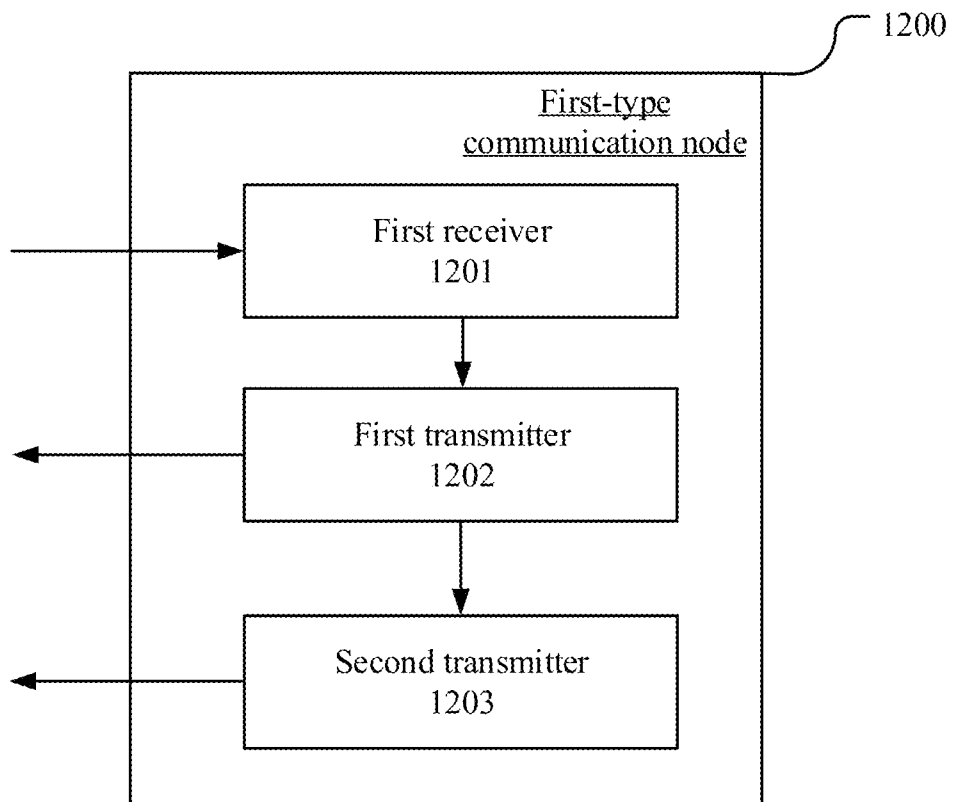 1200
First-type
communication node
First receiver
1201
First transmitter
1202
Second transmitter
1203